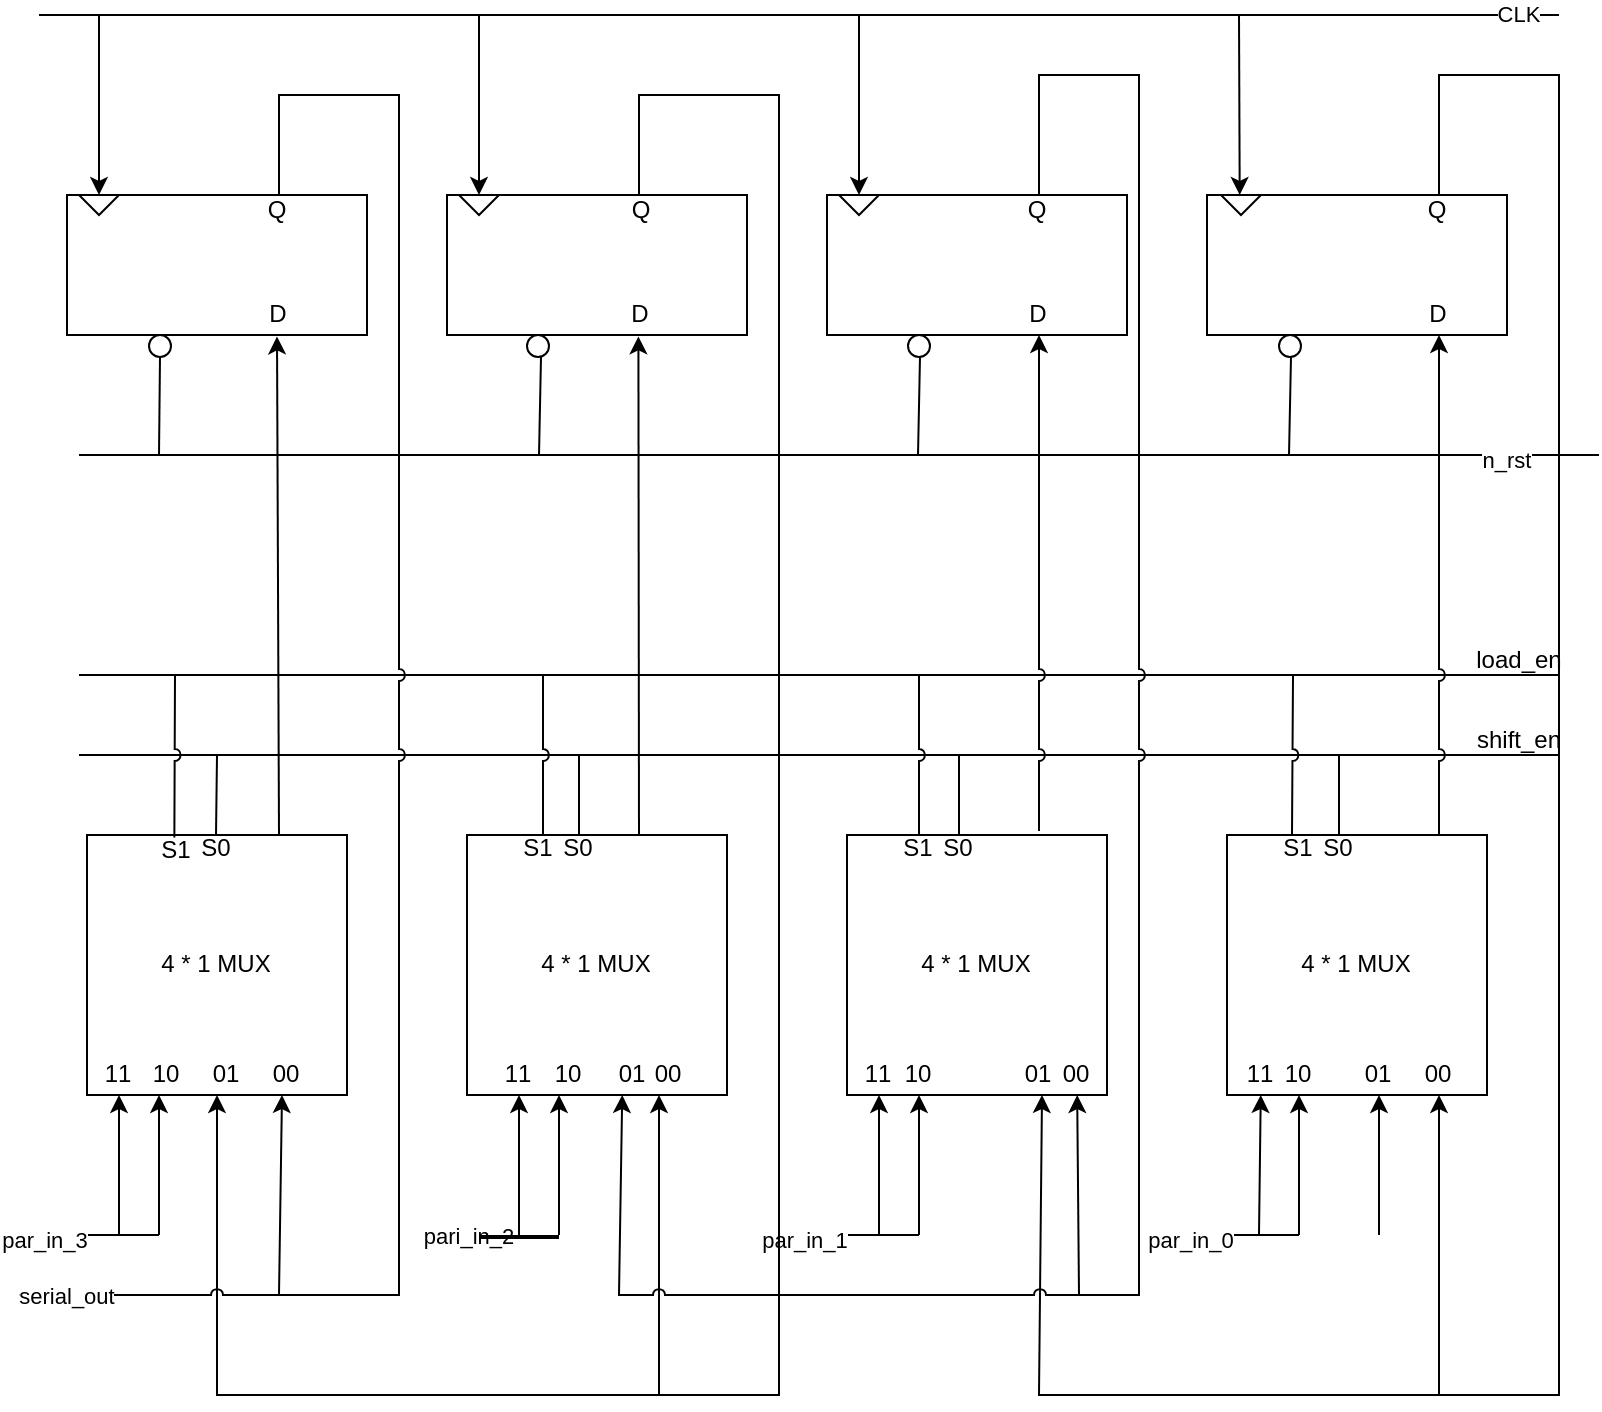 CLK
Q Q Q Q
D D D D
n_rst
load_en
shift_en
S1 S0 S1 S0 S1 S0 S1 S0
4 * 1 MUX 4 * 1 MUX 4 * 1 MUX 4 * 1 MUX
11 10 01 00 11 10 01 00 11 10 01 00 11 10 01 00
par_in_3 pari_in_2 par_in_1 par_in_0
serial_out